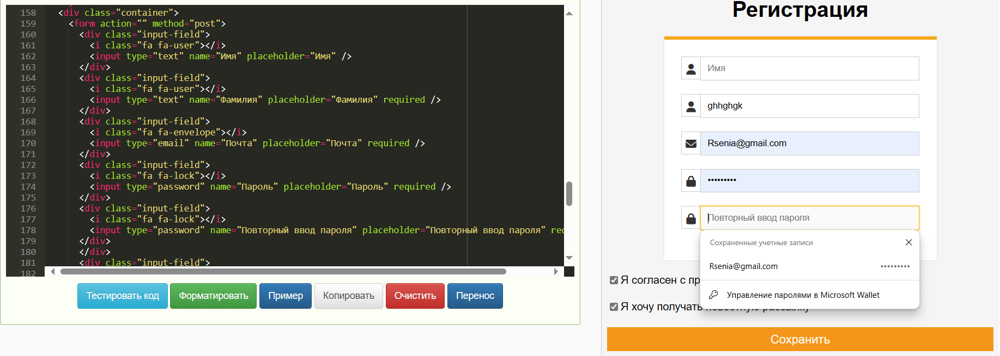 158 <div class="container">
159 <form action="" method="post">
160 <div class="input-field">
161 <i class="fa fa-user"></i>
162 <input type="text" name="Имя" placeholder="Имя" />
163 </div>
164 <div class="input-field">
165 <i class="fa fa-user"></i>
166 <input type="text" name="Фамилия" placeholder="Фамилия" required />
167 </div>
168 <div class="input-field">
169 <i class="fa fa-envelope"></i>
170 <input type="email" name="Почта" placeholder="Почта" required />
171 </div>
172 <div class="input-field">
173 <i class="fa fa-lock"></i>
174 <input type="password" name="Пароль" placeholder="Пароль" required />
175 </div>
176 <div class="input-field">
177 <i class="fa fa-lock"></i>
178 <input type="password" name="Повторный ввод пароля" placeholder="Повторный ввод пароля" req
179 </div>
180 </div>
181 <div class="input-field">
182
Тестировать код Форматировать Пример Копировать Очистить Перенос
Регистрация
Имя
ghhghgk
Rsenia@gmail.com
•••••••••
Повторный ввод пароля
Сохраненные учетные записи
Rsenia@gmail.com •••••••••
Управление паролями в Microsoft Wallet
Я согласен с пр
Я хочу получать
Сохранить